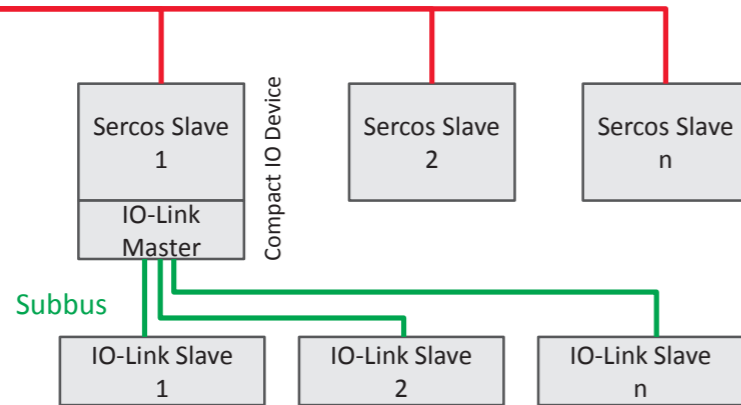 Sercos Slave
1
Compact IO Device
Sercos Slave
2
Sercos Slave
n
IO-Link
Master
Subbus
IO-Link Slave
1
IO-Link Slave
2
IO-Link Slave
n